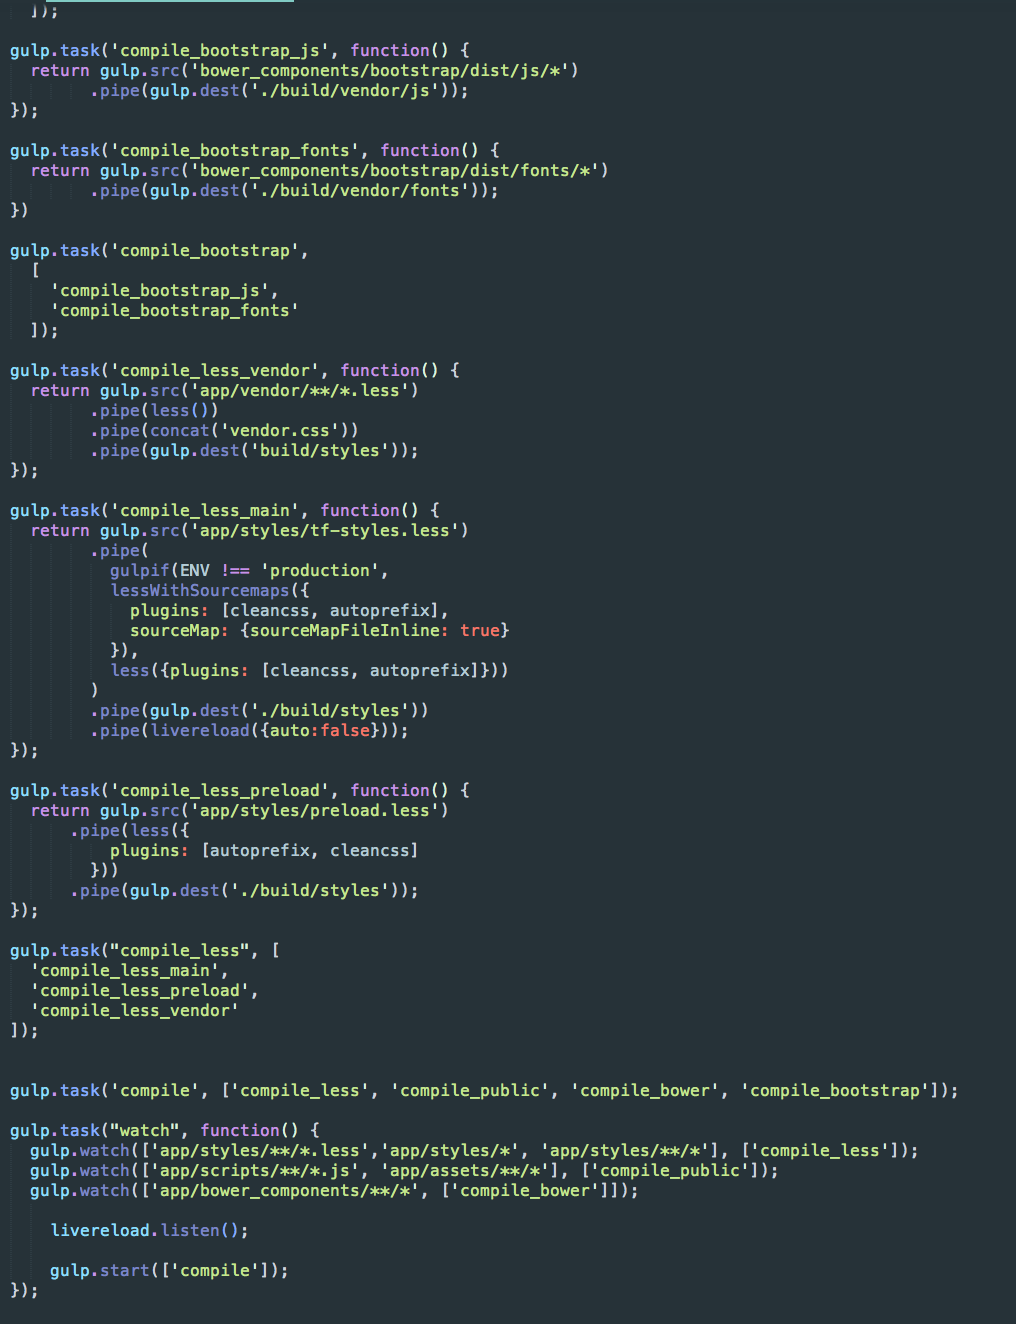 ]);
gulp.task('compile_bootstrap_js', function() {
  return gulp.src('bower_components/bootstrap/dist/js/*')
        .pipe(gulp.dest('./build/vendor/js'));
});
gulp.task('compile_bootstrap_fonts', function() {
  return gulp.src('bower_components/bootstrap/dist/fonts/*')
        .pipe(gulp.dest('./build/vendor/fonts'));
})
gulp.task('compile_bootstrap',
  [
    'compile_bootstrap_js',
    'compile_bootstrap_fonts'
  ]);
gulp.task('compile_less_vendor', function() {
  return gulp.src('app/vendor/**/*.less')
        .pipe(less())
        .pipe(concat('vendor.css'))
        .pipe(gulp.dest('build/styles'));
});
gulp.task('compile_less_main', function() {
  return gulp.src('app/styles/tf-styles.less')
        .pipe(
          gulpif(ENV !== 'production',
          lessWithSourcemaps({
            plugins: [cleancss, autoprefix],
            sourceMap: {sourceMapFileInline: true}
          }),
          less({plugins: [cleancss, autoprefix]}))
        )
        .pipe(gulp.dest('./build/styles'))
        .pipe(livereload({auto:false}));
});
gulp.task('compile_less_preload', function() {
  return gulp.src('app/styles/preload.less')
      .pipe(less({
          plugins: [autoprefix, cleancss]
        }))
      .pipe(gulp.dest('./build/styles'));
});
gulp.task("compile_less", [
  'compile_less_main',
  'compile_less_preload',
  'compile_less_vendor'
]);
gulp.task('compile', ['compile_less', 'compile_public', 'compile_bower', 'compile_bootstrap']);
gulp.task("watch", function() {
  gulp.watch(['app/styles/**/*.less','app/styles/*', 'app/styles/**/*'], ['compile_less']);
  gulp.watch(['app/scripts/**/*.js', 'app/assets/**/*'], ['compile_public']);
  gulp.watch(['app/bower_components/**/*', ['compile_bower']]);
    livereload.listen();
    gulp.start(['compile']);
});